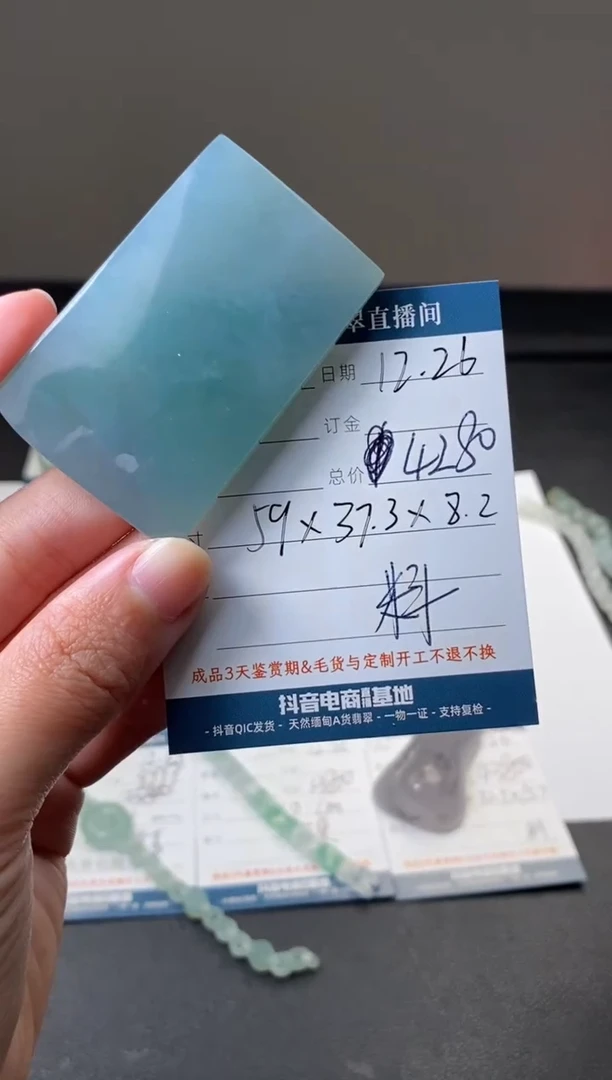 翠直播间
日期 12.26
订金
总价 4280
寸 59×37.3×8.2
料
成品3天鉴赏期&毛货与定制开工不退不换
抖音电商翡翠基地
- 抖音QIC发货 - 天然缅甸A货翡翠 - 一物一证 - 支持复检 -